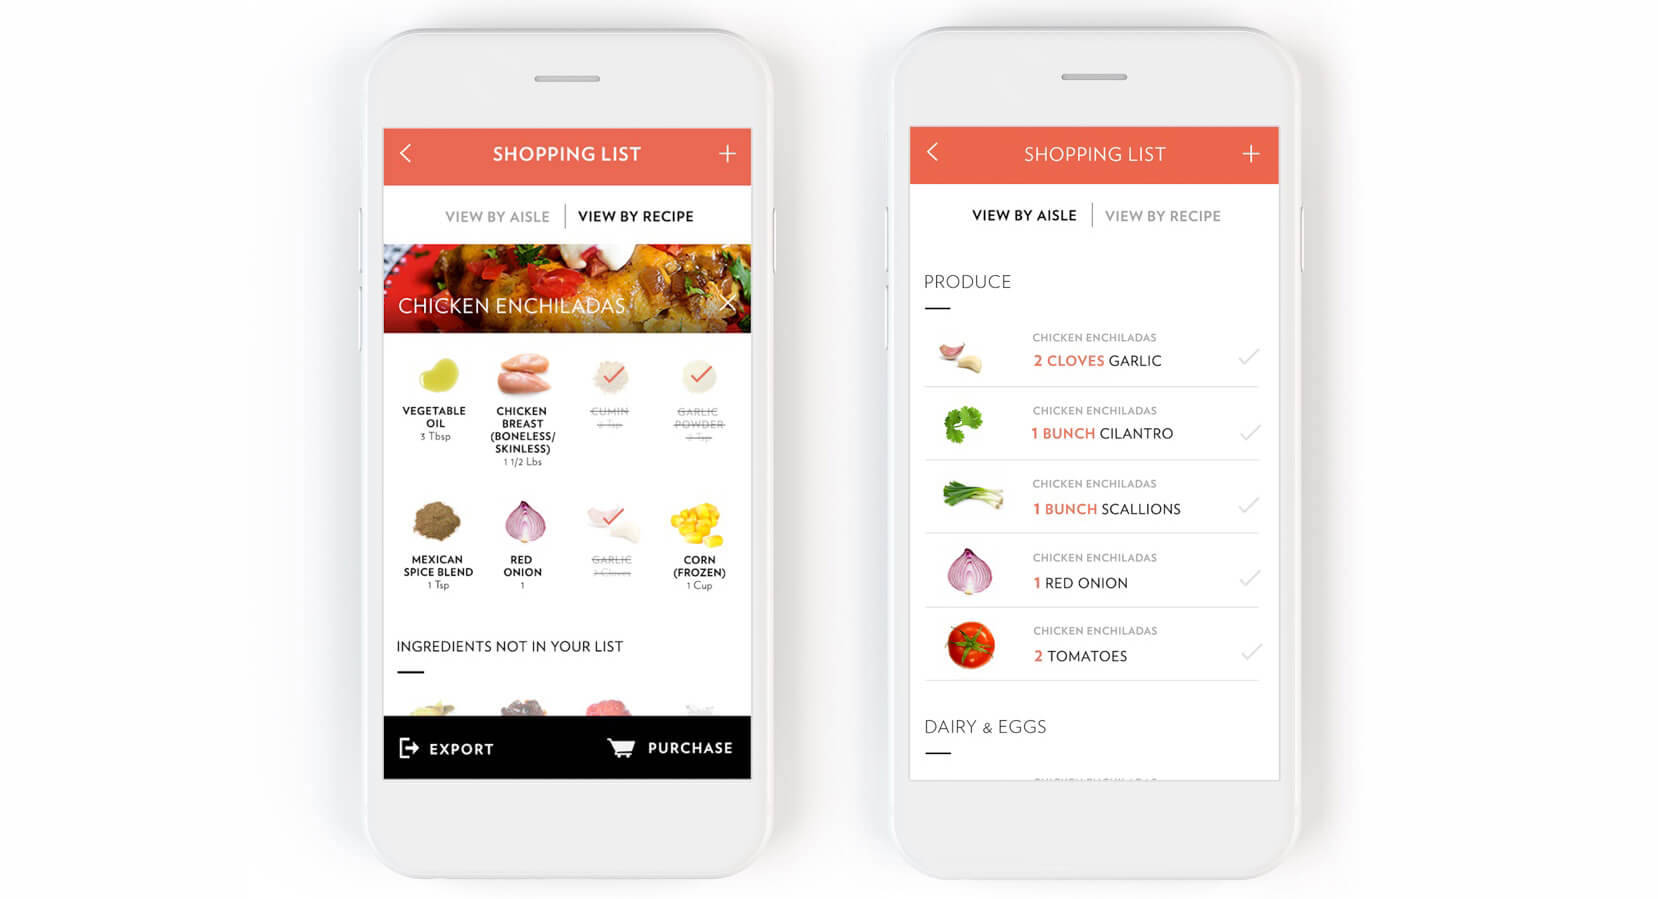 SHOPPING LIST
VIEW BY AISLE
VIEW BY RECIPE
CHICKEN ENCHILADAS
VEGETABLE
OIL
3 Tbsp
CHICKEN
BREAST
(BONELESS/
SKINLESS)
1 1/2 Lbs
CUMIN
GARLIC
POWDER
MEXICAN
SPICE BLEND
1 Tsp
RED
ONION
1
GARLIC
Cloves
CORN
(FROZEN)
1 Cup
INGREDIENTS NOT IN YOUR LIST
EXPORT
PURCHASE
SHOPPING LIST
VIEW BY AISLE
VIEW BY RECIPE
PRODUCE
CHICKEN ENCHILADAS
2 CLOVES GARLIC
CHICKEN ENCHILADAS
1 BUNCH CILANTRO
CHICKEN ENCHILADAS
1 BUNCH SCALLIONS
CHICKEN ENCHILADAS
1 RED ONION
CHICKEN ENCHILADAS
2 TOMATOES
DAIRY & EGGS